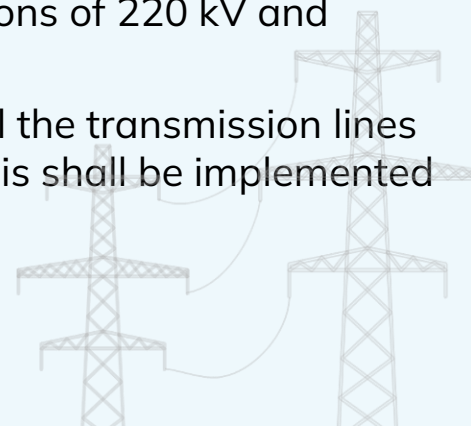 ons of 220 kV and
the transmission lines
is shall be implemented